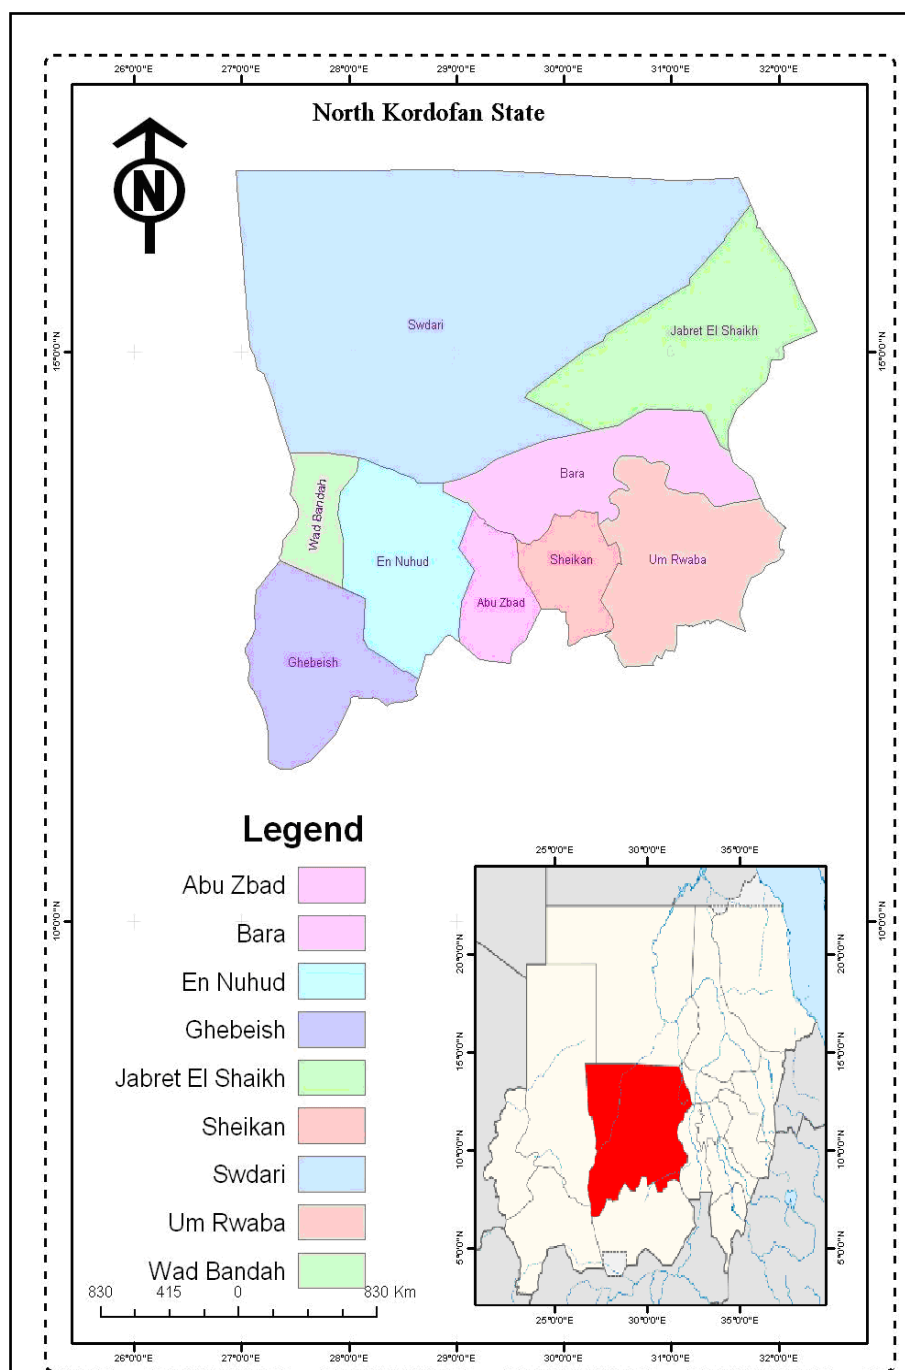 26°0'0"E 27°0'0"E 28°0'0"E 29°0'0"E 30°0'0"E 31°0'0"E 32°0'0"E
North Kordofan State
N
Swdari
Jabret El Shaikh
15°0'0"N 15°0'0"N
Bara
Wad Bandah
En Nuhud
Sheikan
Um Rwaba
Abu Zbad
Ghebeish
10°0'0"N 10°0'0"N
Legend
Abu Zbad
Bara
En Nuhud
Ghebeish
Jabret El Shaikh
Sheikan
Swdari
Um Rwaba
Wad Bandah
830 415 0 830 Km
25°0'0"E 30°0'0"E 35°0'0"E
20°0'0"N 20°0'0"N
15°0'0"N 15°0'0"N
10°0'0"N 10°0'0"N
5°0'0"N 5°0'0"N
25°0'0"E 30°0'0"E 35°0'0"E
26°0'0"E 27°0'0"E 28°0'0"E 29°0'0"E 30°0'0"E 31°0'0"E 32°0'0"E